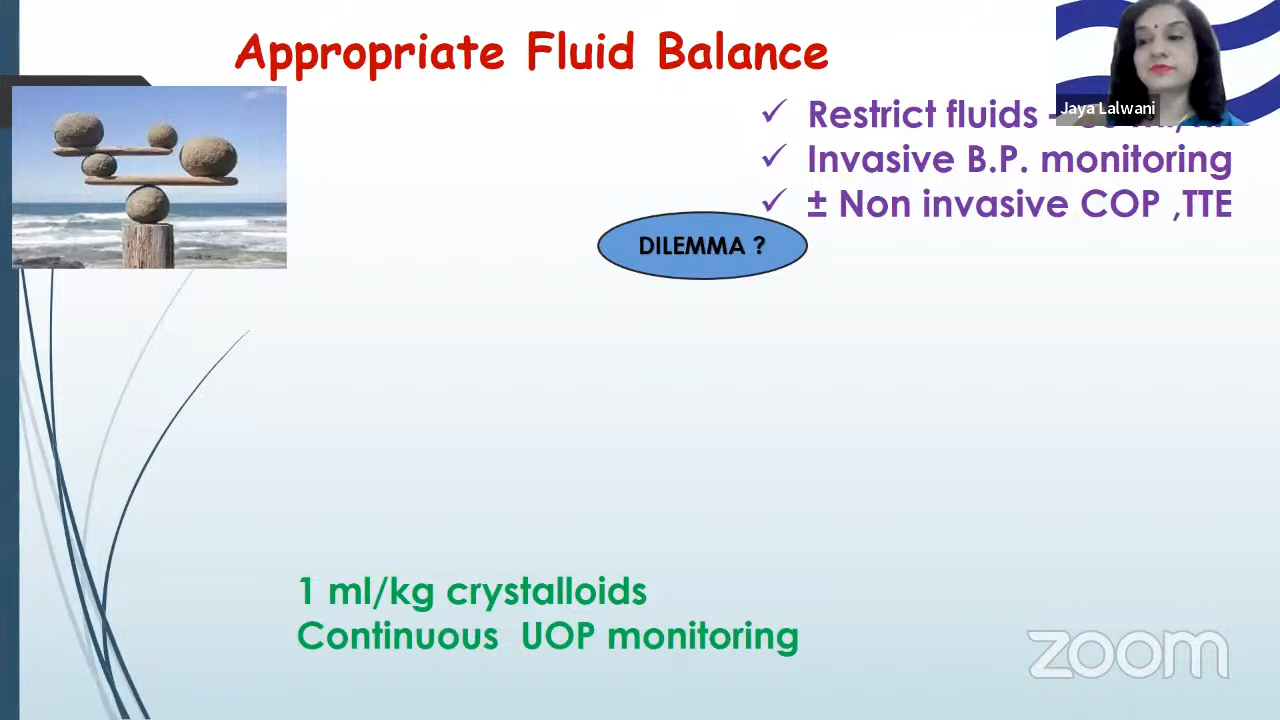 Appropriate Fluid Balance
Jaya Lalwani
✓ Restrict fluids -
✓ Invasive B.P. monitoring
✓ ± Non invasive COP ,TTE
DILEMMA ?
1 ml/kg crystalloids
Continuous UOP monitoring
zoom